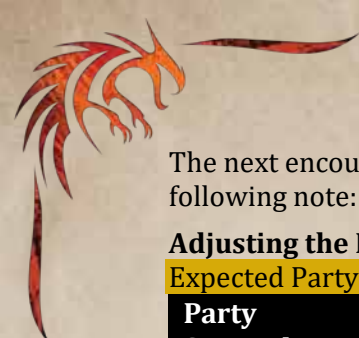 The next encou
following note:
Adjusting the
Expected Party
Party